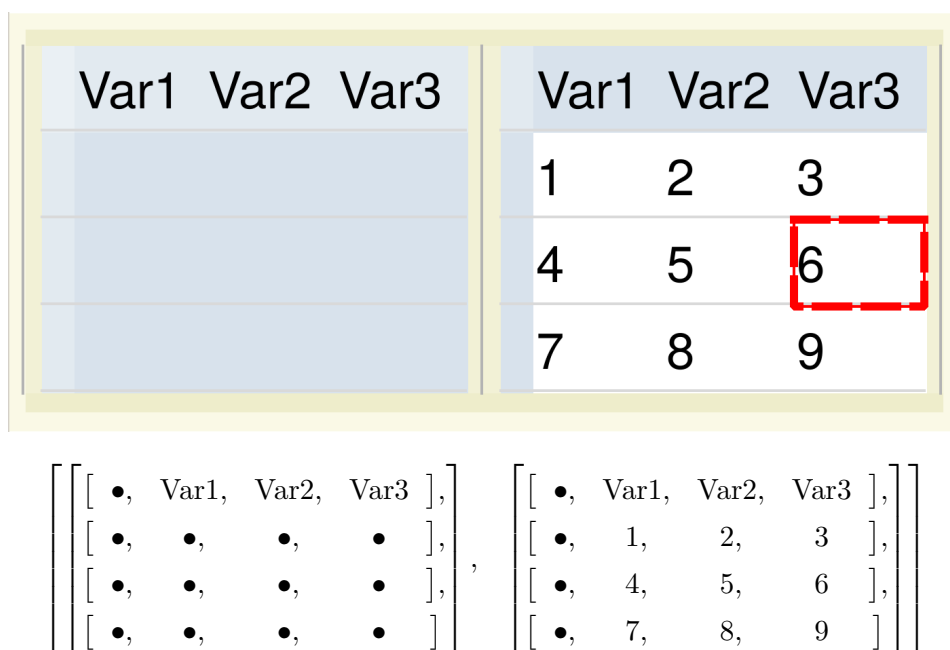 Var1 Var2 Var3 Var1 Var2 Var3
1 2 3
4 5 6
7 8 9
[ [ [ •, Var1, Var2, Var3 ], ] , [ [ •, Var1, Var2, Var3 ], ] ]
[ •, •, •, • ], [ •, 1, 2, 3 ],
[ •, •, •, • ], [ •, 4, 5, 6 ],
[ •, •, •, • ] [ •, 7, 8, 9 ]